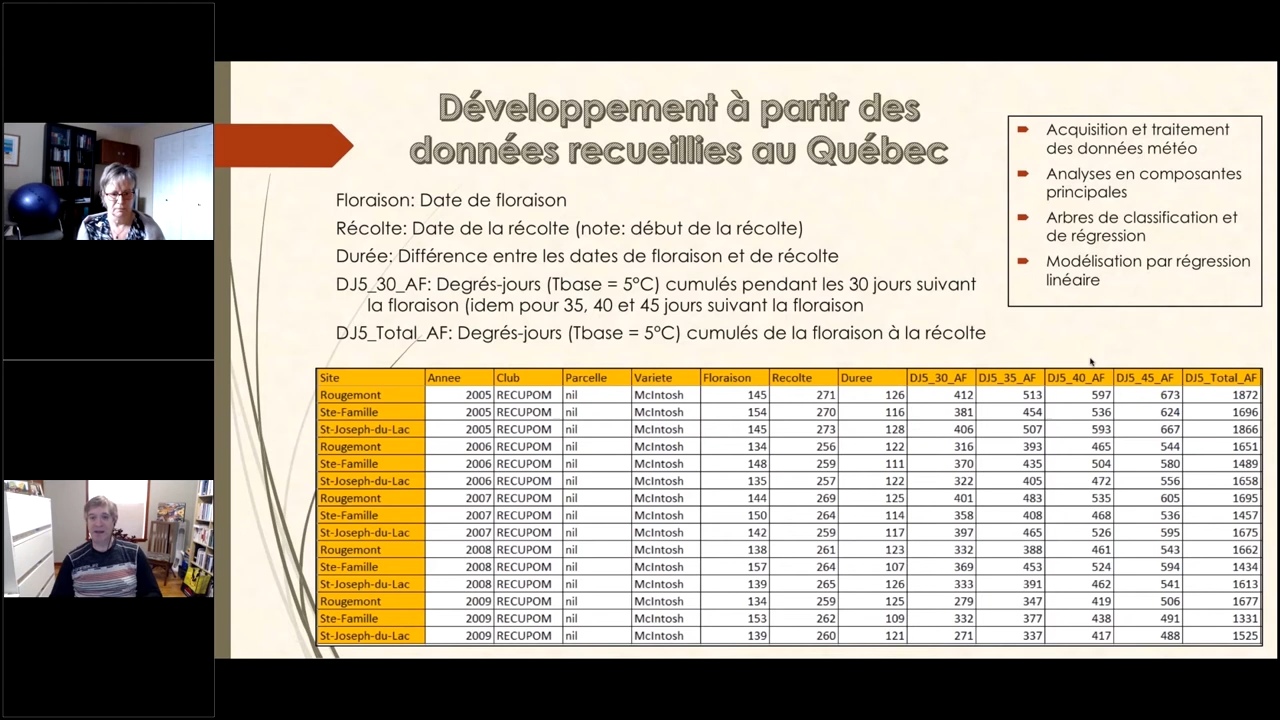 Développement à partir des
données recueillies au Québec
Acquisition et traitement
des données météo
Analyses en composantes
principales
Arbres de classification et
de régression
Modélisation par régression
linéaire
Floraison: Date de floraison
Récolte: Date de la récolte (note: début de la récolte)
Durée: Différence entre les dates de floraison et de récolte
DJ5_30_AF: Degrés-jours (Tbase = 5°C) cumulés pendant les 30 jours suivant
la floraison (idem pour 35, 40 et 45 jours suivant la floraison
DJ5_Total_AF: Degrés-jours (Tbase = 5°C) cumulés de la floraison à la récolte
Site Annee Club Parcelle Variete Floraison Recolte Duree DJ5_30_AF DJ5_35_AF DJ5_40_AF DJ5_45_AF DJ5_Total_AF
Rougemont 2005 RECUPOM nil McIntosh 145 271 126 412 513 597 673 1872
Ste-Famille 2005 RECUPOM nil McIntosh 154 270 116 381 454 536 624 1696
St-Joseph-du-Lac 2005 RECUPOM nil McIntosh 145 273 128 406 507 593 667 1866
Rougemont 2006 RECUPOM nil McIntosh 134 256 122 316 393 465 544 1651
Ste-Famille 2006 RECUPOM nil McIntosh 148 259 111 370 435 504 580 1489
St-Joseph-du-Lac 2006 RECUPOM nil McIntosh 135 257 122 322 405 472 556 1658
Rougemont 2007 RECUPOM nil McIntosh 144 269 125 401 483 535 605 1695
Ste-Famille 2007 RECUPOM nil McIntosh 150 264 114 358 408 468 536 1457
St-Joseph-du-Lac 2007 RECUPOM nil McIntosh 142 259 117 397 465 526 595 1675
Rougemont 2008 RECUPOM nil McIntosh 138 261 123 332 388 461 543 1662
Ste-Famille 2008 RECUPOM nil McIntosh 157 264 107 369 453 524 594 1434
St-Joseph-du-Lac 2008 RECUPOM nil McIntosh 139 265 126 333 391 462 541 1613
Rougemont 2009 RECUPOM nil McIntosh 134 259 125 279 347 419 506 1677
Ste-Famille 2009 RECUPOM nil McIntosh 153 262 109 332 377 438 491 1331
St-Joseph-du-Lac 2009 RECUPOM nil McIntosh 139 260 121 271 337 417 488 1525